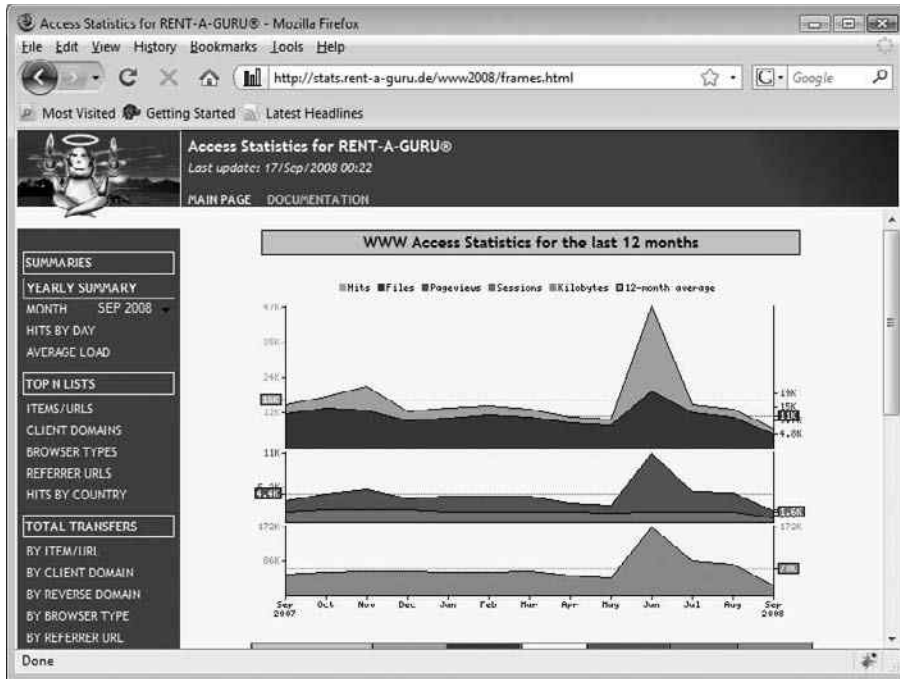 Access Statistics for RENT-A-GURU® - Mozilla Firefox
File Edit View History Bookmarks Tools Help
http://stats.rent-a-guru.de/www2008/frames.html
G Google
Most Visited Getting Started Latest Headlines
Access Statistics for RENT-A-GURU®
Last update: 17/Sep/2008 00:22
MAIN PAGE DOCUMENTATION
WWW Access Statistics for the last 12 months
SUMMARIES
YEARLY SUMMARY
MONTH SEP 2008
HITS BY DAY
AVERAGE LOAD
TOP N LISTS
ITEMS/URLS
CLIENT DOMAINS
BROWSER TYPES
REFERRER URLS
HITS BY COUNTRY
TOTAL TRANSFERS
BY ITEM/URL
BY CLIENT DOMAIN
BY REVERSE DOMAIN
BY BROWSER TYPE
BY REFERRER URL
Hits Files Pageviews Sessions Kilobytes 12-month average
47K
24K
12K
19K
15K
11K
4.8K
11K
4.4K
1.6K
172K
172K
86K
Sep Oct Nov Dec Jan Feb Mar Apr May Jun Jul Aug Sep
2007 2008
Done